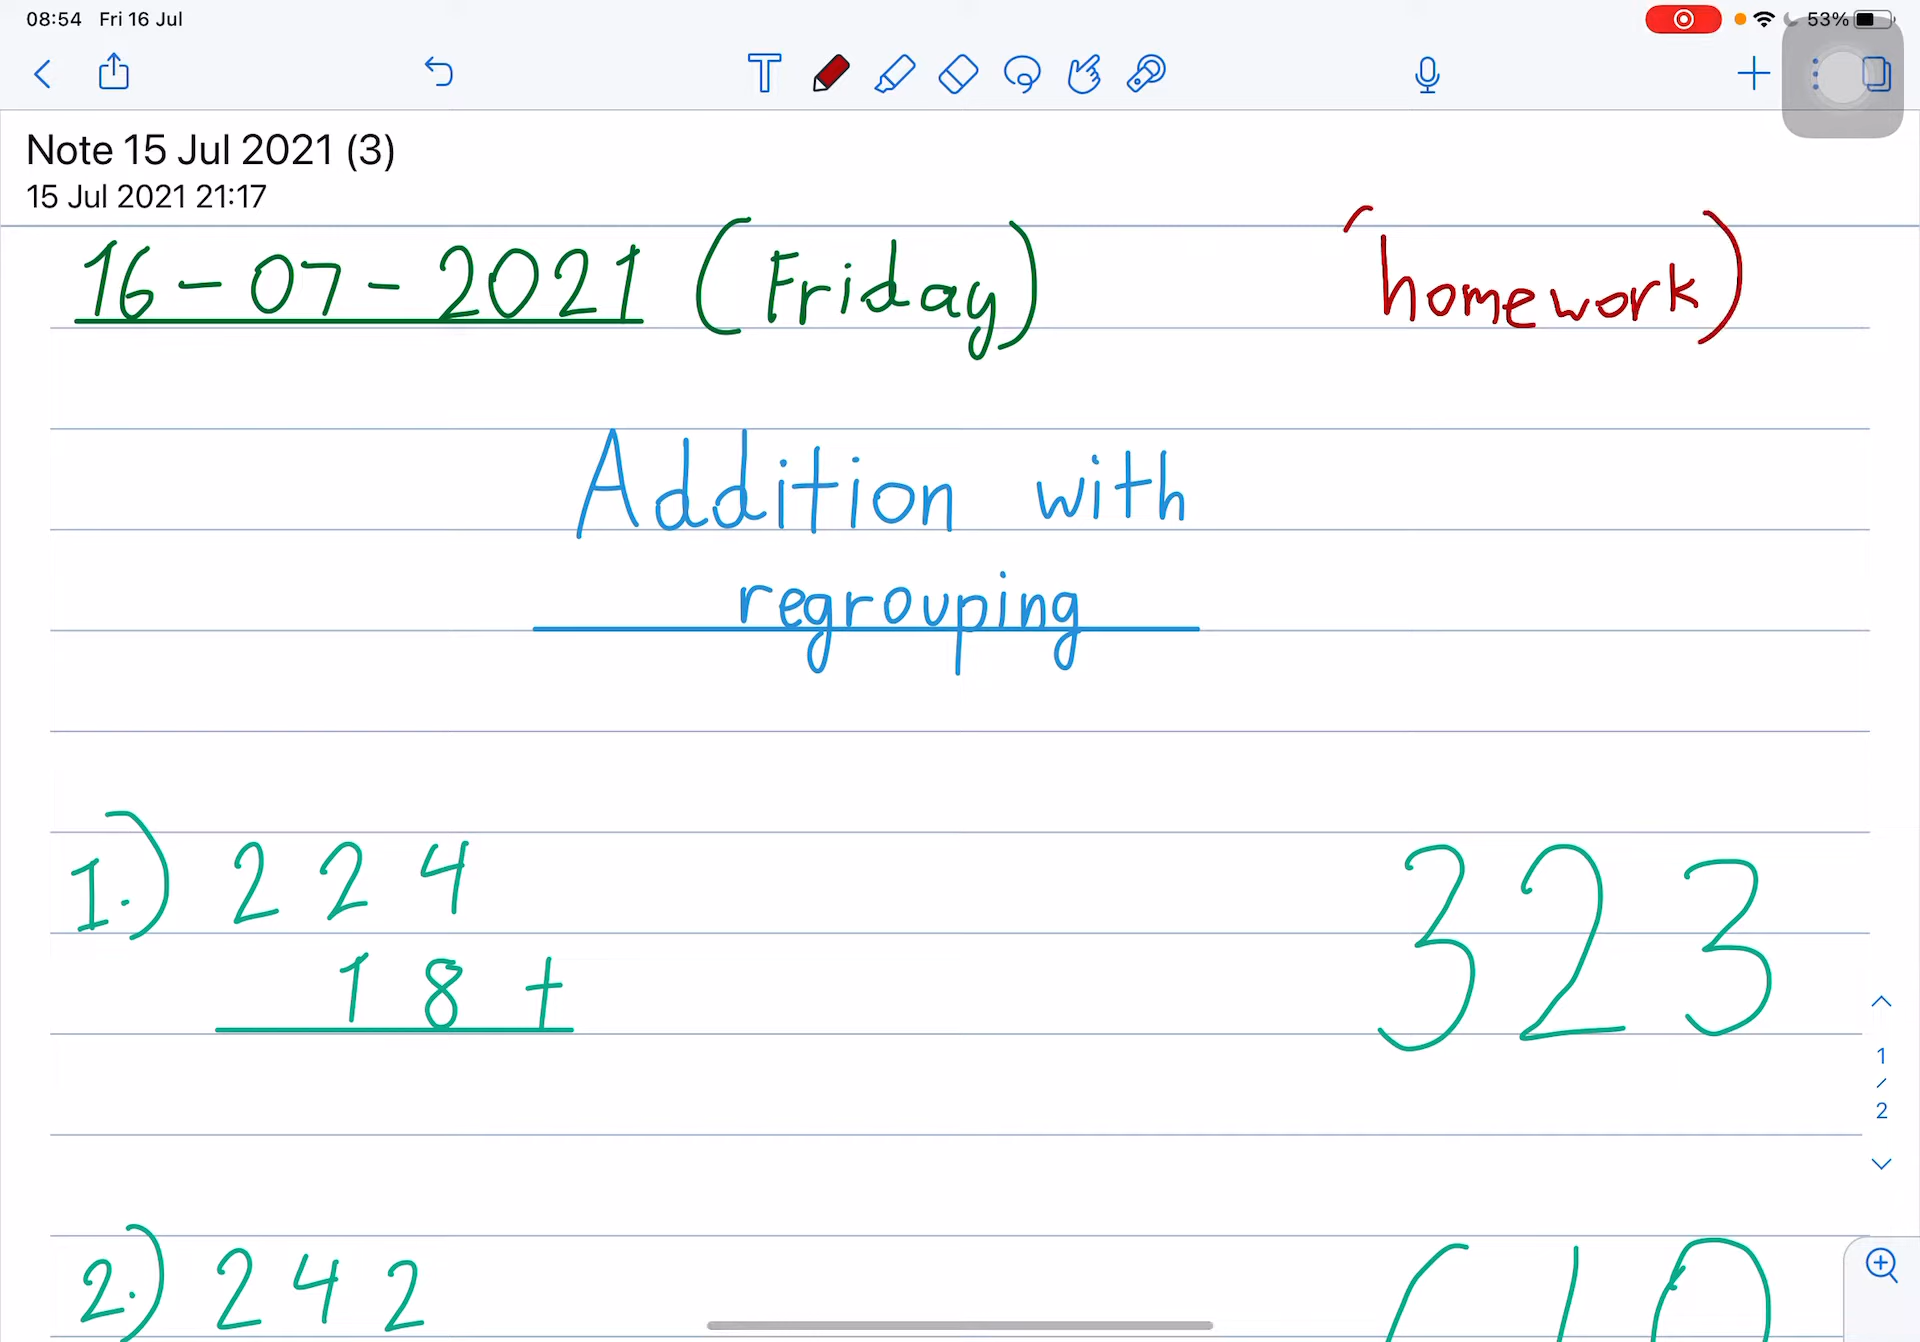 08:54 Fri 16 Jul 53%
Note 15 Jul 2021 (3)
15 Jul 2021 21:17
16-07-2021 (Friday) (homework)
Addition with
regrouping
1.) 224 323
18 +
1
/
2
2.) 242